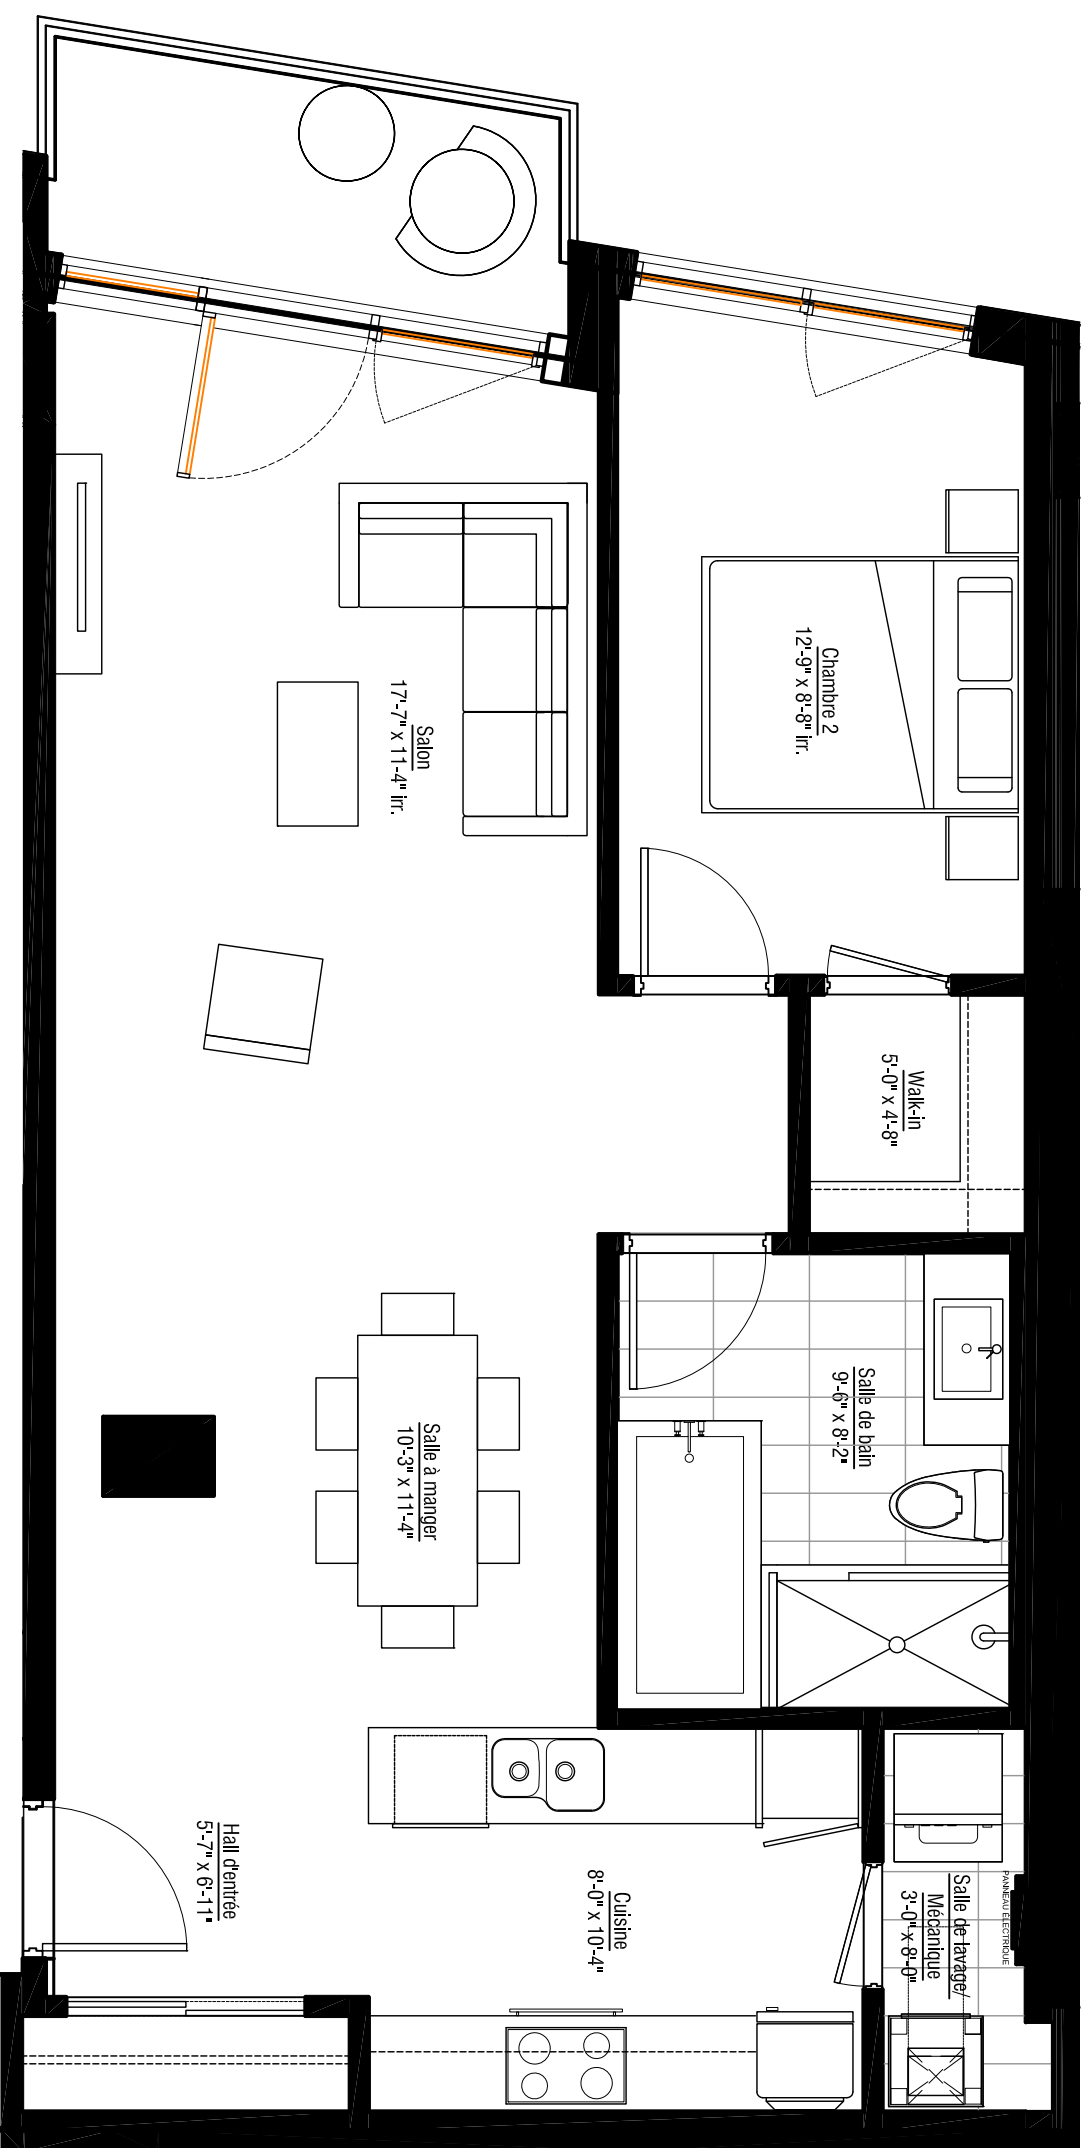 Chambre 2
12'-9" x 8'-8" irr.
Salon
17'-7" x 11'-4" irr.
Walk-in
5'-0" x 4'-8"
Salle de bain
9'-6" x 8'-2"
Salle à manger
10'-3" x 11'-4"
Hall d'entrée
5'-7" x 6'-11"
Cuisine
8'-0" x 10'-4"
Salle de lavage/
Mécanique
3'-0" x 8'-0"
PANNEAU ÉLECTRIQUE